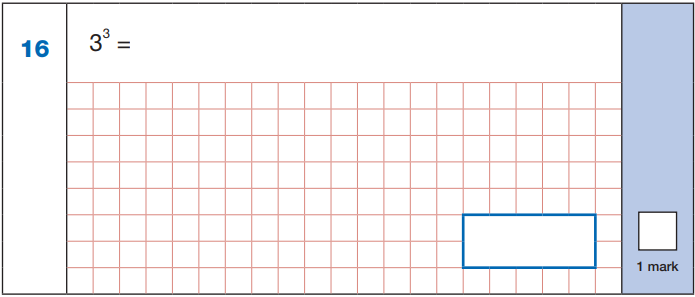 16
3³ =
1 mark